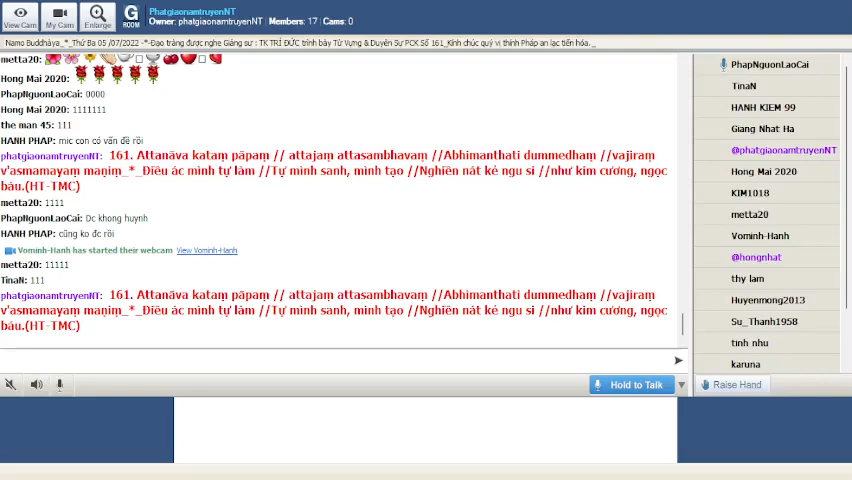 View Cam
My Cam
Enlarge
G
ROOM
PhatgiaonamtruyenNT
Owner: phatgiaonamtruyenNT | Members: 17 | Cams: 0
Namo Buddhàya_*_Thứ Ba 05 /07/2022 -*-Đạo tràng được nghe Giảng sư : TK TRÍ ĐỨC trình bày Từ Vựng & Duyên Sự PCK Số 161_Kính chúc quý vị thính Pháp an lạc tiến hóa._
metta20:
Hong Mai 2020:
PhapNguonLaoCai: 0000
Hong Mai 2020: 1111111
the man 45: 111
HẠNH PHAP: mic con có vấn đề rồi
phatgiaonamtruyenNT: 161. Attanāva kataṃ pāpaṃ // attajaṃ attasambhavaṃ //Abhimanthati dummedhaṃ //vajiraṃ
v'asmamayaṃ maṇiṃ_*_Điều ác mình tự làm //Tự mình sanh, mình tạo //Nghiền nát kẻ ngu si //như kim cương, ngọc
báu.(HT-TMC)
metta20: 1111
PhapNguonLaoCai: Dc khong huynh
HẠNH PHAP: cũng ko đc rồi
Vominh-Hanh has started their webcam View Vominh-Hanh
metta20: 11111
TinaN: 111
phatgiaonamtruyenNT: 161. Attanāva kataṃ pāpaṃ // attajaṃ attasambhavaṃ //Abhimanthati dummedhaṃ //vajiraṃ
v'asmamayaṃ maṇiṃ_*_Điều ác mình tự làm //Tự mình sanh, mình tạo //Nghiền nát kẻ ngu si //như kim cương, ngọc
báu.(HT-TMC)
Hold to Talk
PhapNguonLaoCai
TinaN
HANH KIEM 99
Giang Nhat Ha
@phatgiaonamtruyenNT
Hong Mai 2020
KIM1018
metta20
Vominh-Hanh
@hongnhat
thy lam
Huyenmong2013
Su_Thanh1958
tinh nhu
karuna
Raise Hand